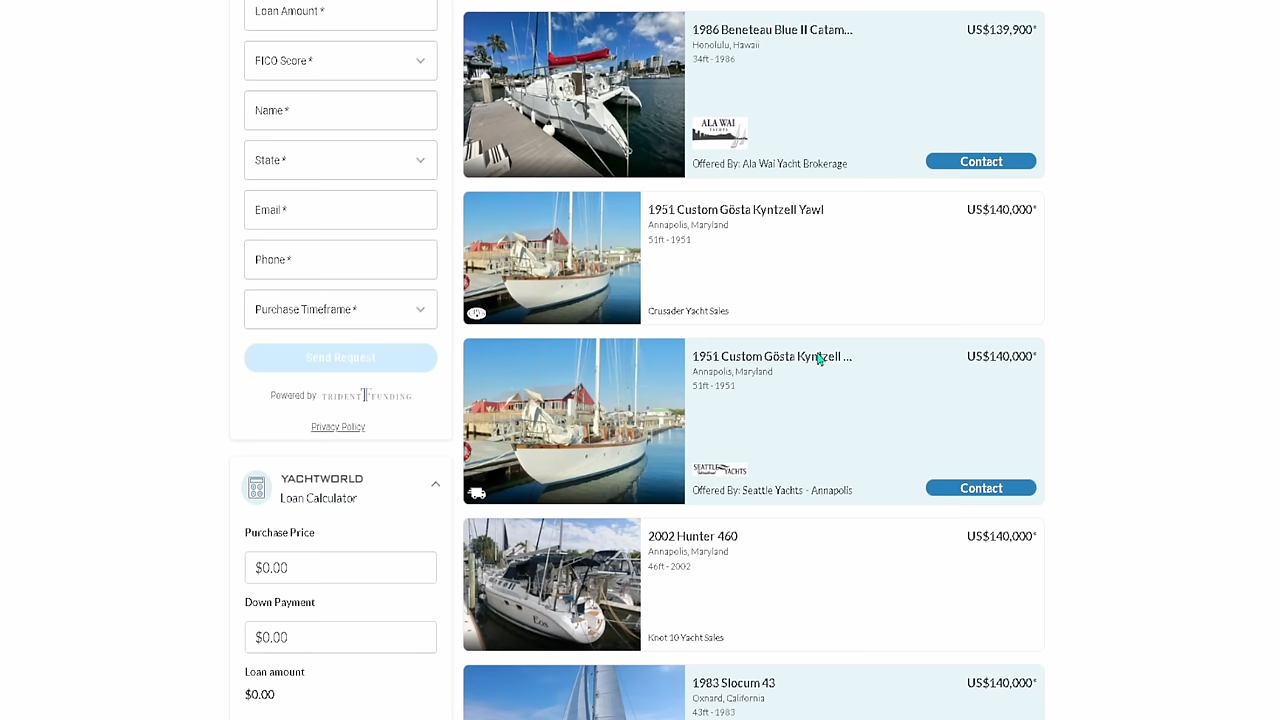 Loan Amount *
FICO Score *
Name *
State *
Email *
Phone *
Purchase Timeframe *
Send Request
Powered by TRIDENT FUNDING
Privacy Policy
YACHTWORLD
Loan Calculator
Purchase Price
$0.00
Down Payment
$0.00
Loan amount
$0.00
1986 Beneteau Blue II Catam...
US$139,900*
Honolulu, Hawaii
34ft - 1986
ALA WAI
YACHTS
Offered By: Ala Wai Yacht Brokerage
Contact
1951 Custom Gösta Kyntzell Yawl
US$140,000*
Annapolis, Maryland
51ft - 1951
Crusader Yacht Sales
1951 Custom Gösta Kyntzell ...
US$140,000*
Annapolis, Maryland
51ft - 1951
SEATTLE YACHTS
Offered By: Seattle Yachts - Annapolis
Contact
2002 Hunter 460
US$140,000*
Annapolis, Maryland
46ft - 2002
Eos
Knot 10 Yacht Sales
1983 Slocum 43
US$140,000*
Oxnard, California
43ft - 1983